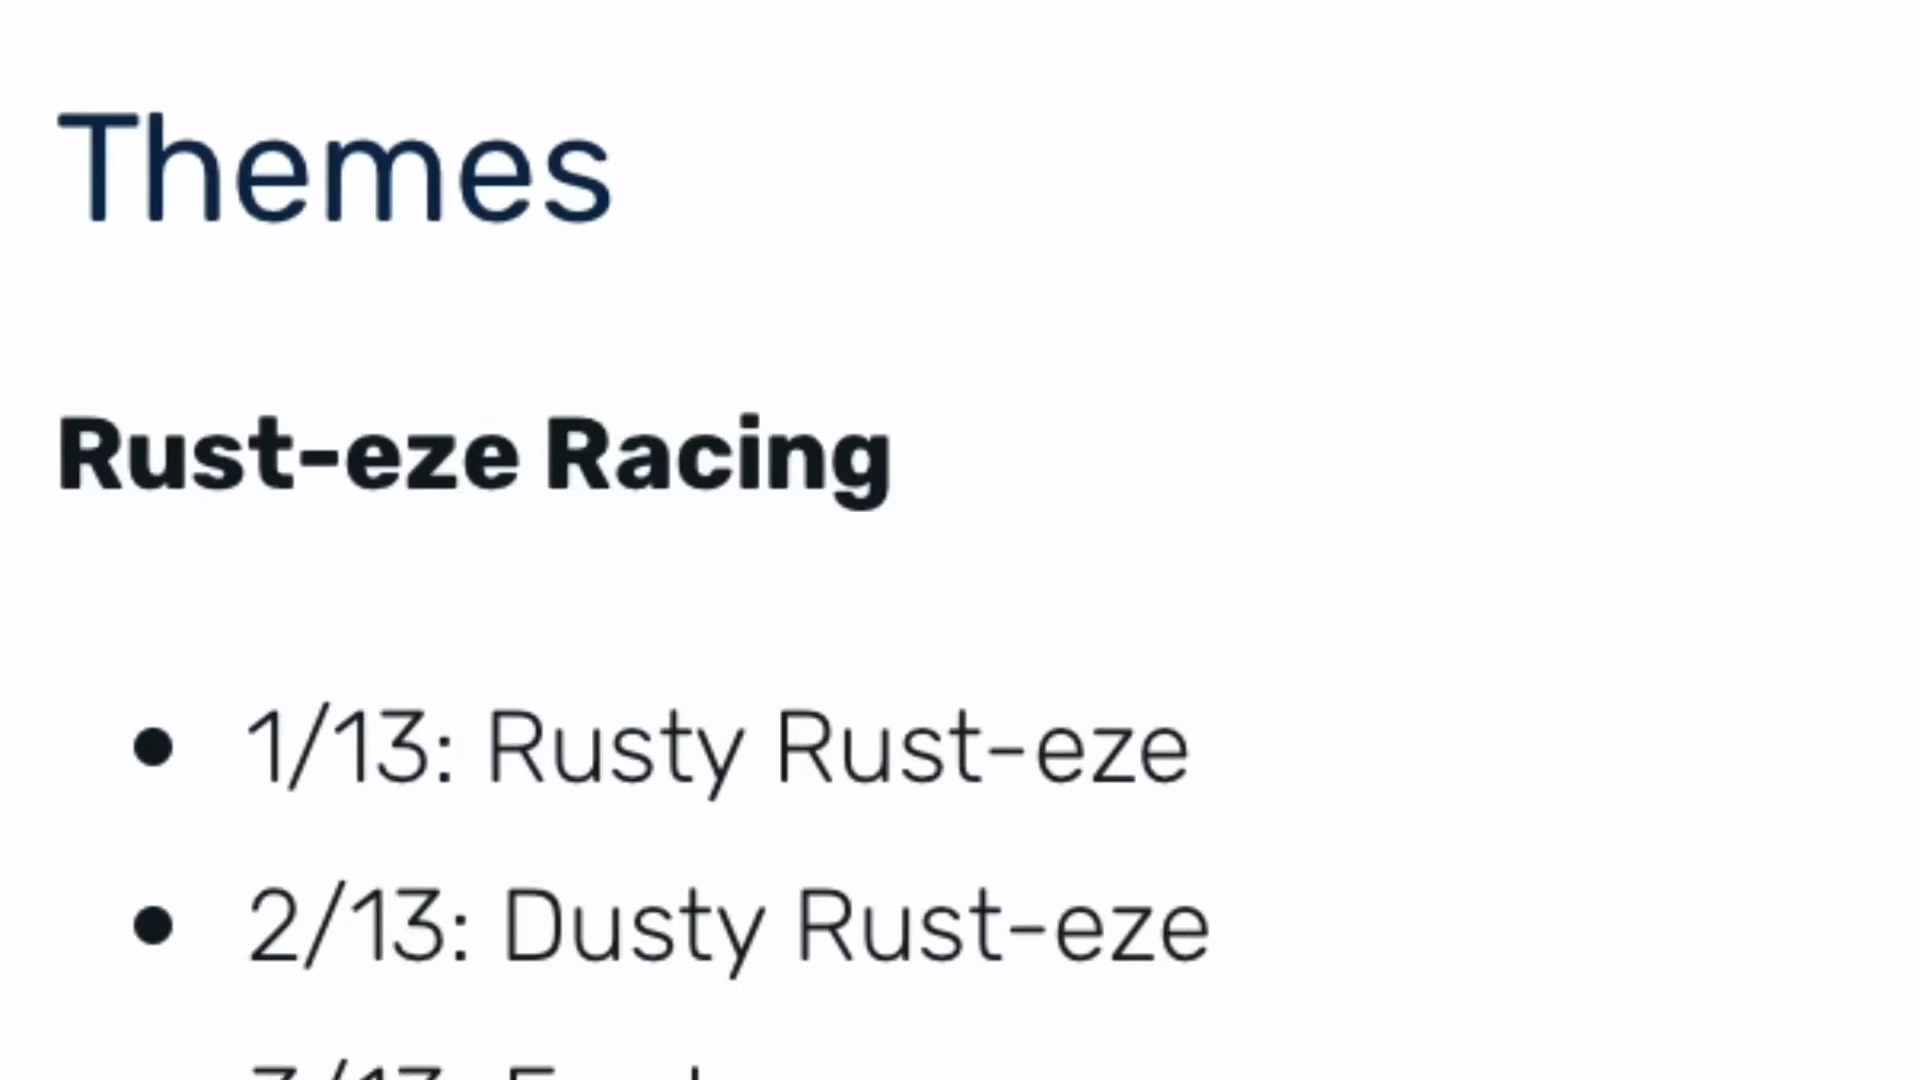 Themes
Rust-eze Racing
• 1/13: Rusty Rust-eze
• 2/13: Dusty Rust-eze